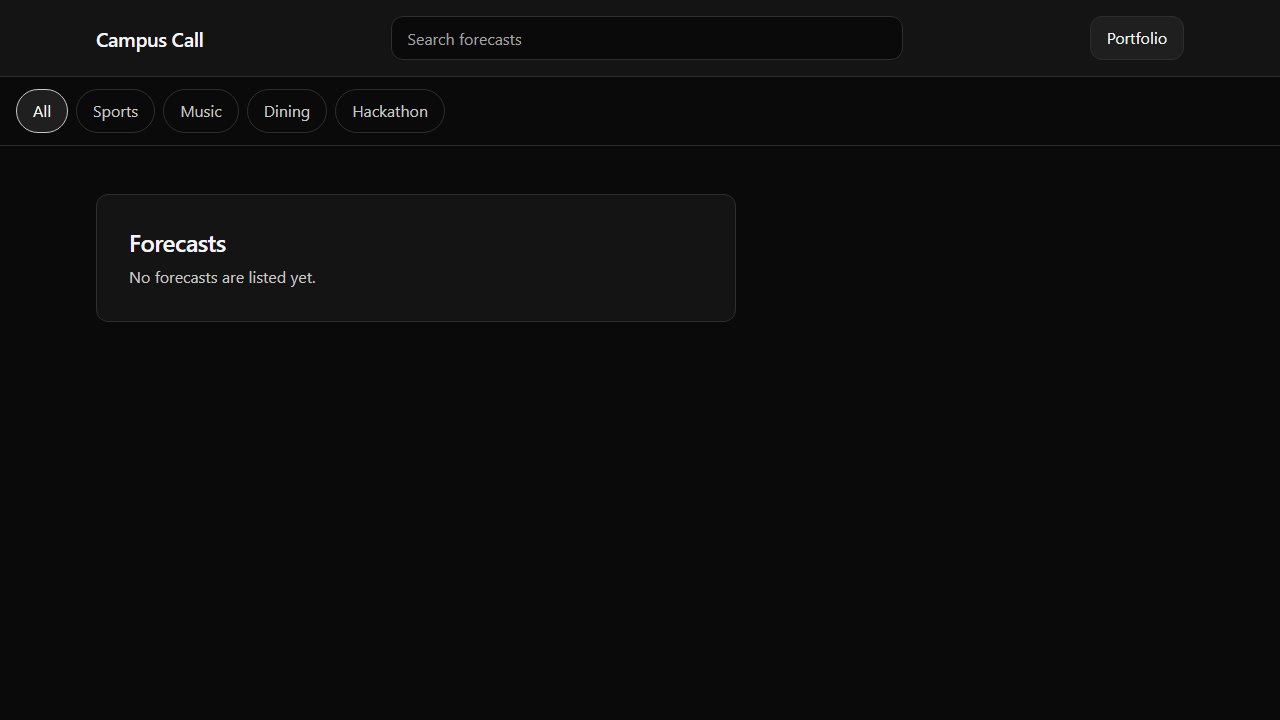 Campus Call
Search forecasts
Portfolio
All
Sports
Music
Dining
Hackathon
Forecasts
No forecasts are listed yet.